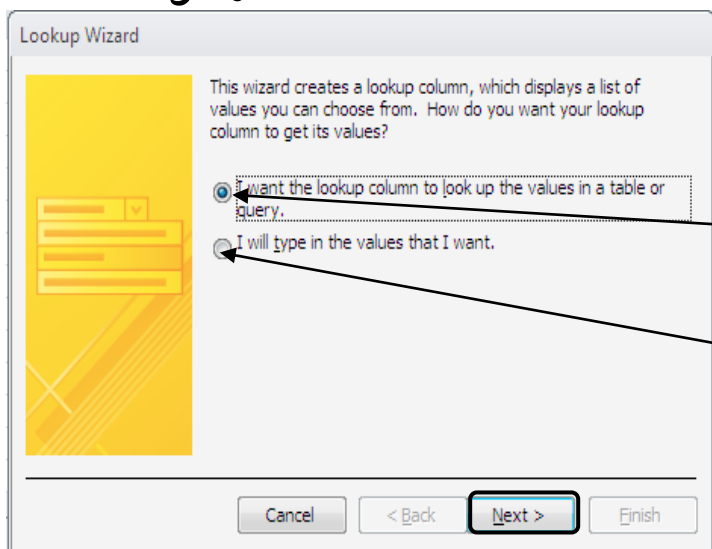 Lookup Wizard
This wizard creates a lookup column, which displays a list of
values you can choose from. How do you want your lookup
column to get its values?
I want the lookup column to look up the values in a table or
query.
I will type in the values that I want.
Cancel
< Back
Next >
Finish